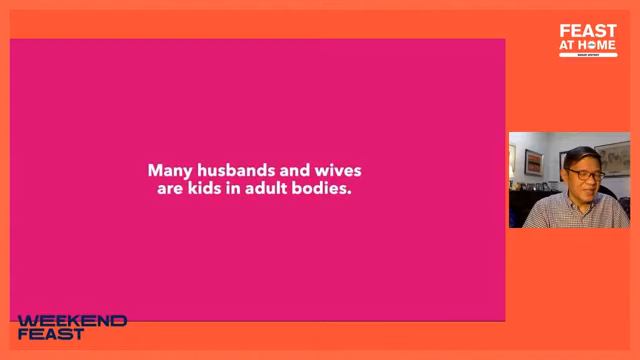 FEAST
AT HOME
Many husbands and wives
are kids in adult bodies.
WEEKEND
FEAST